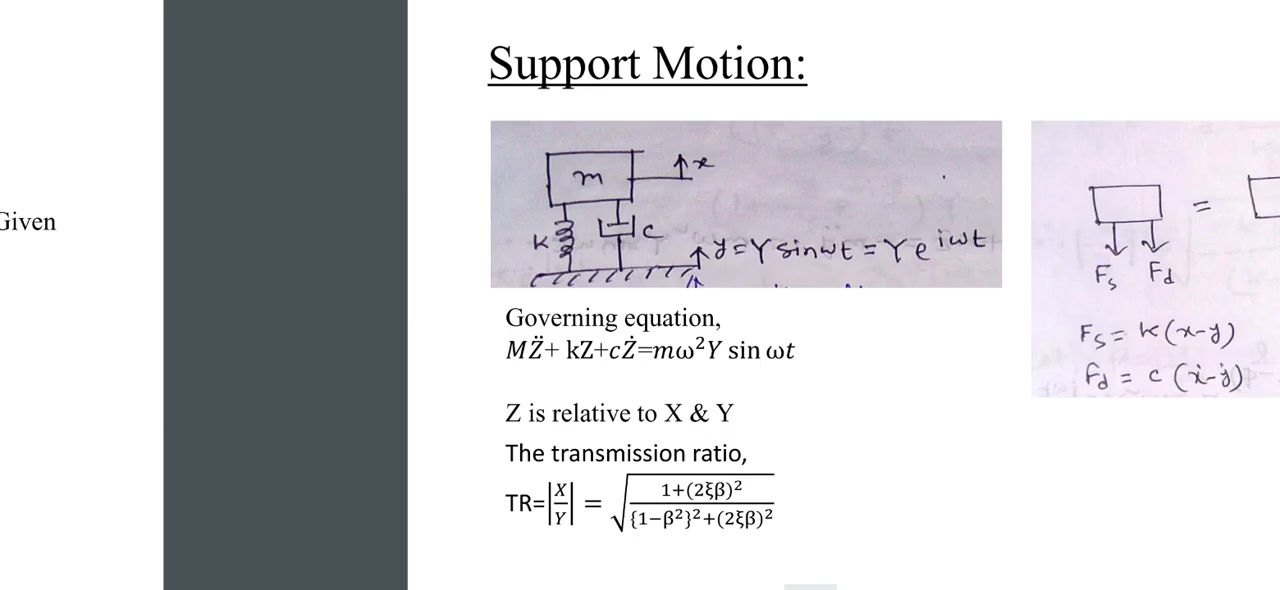 Support Motion:
Given
m
x
K
c
y=Y sinωt = Y e^iωt
Governing equation,
MZ̈+ kZ+cŻ=mω²Y sin ωt
Z is relative to X & Y
The transmission ratio,
TR=|X/Y| = √(1+(2ξβ)²/{1−β²}²+(2ξβ)²)
=
Fs Fd
Fs = k(x-y)
Fd = c (ẋ-ẏ)